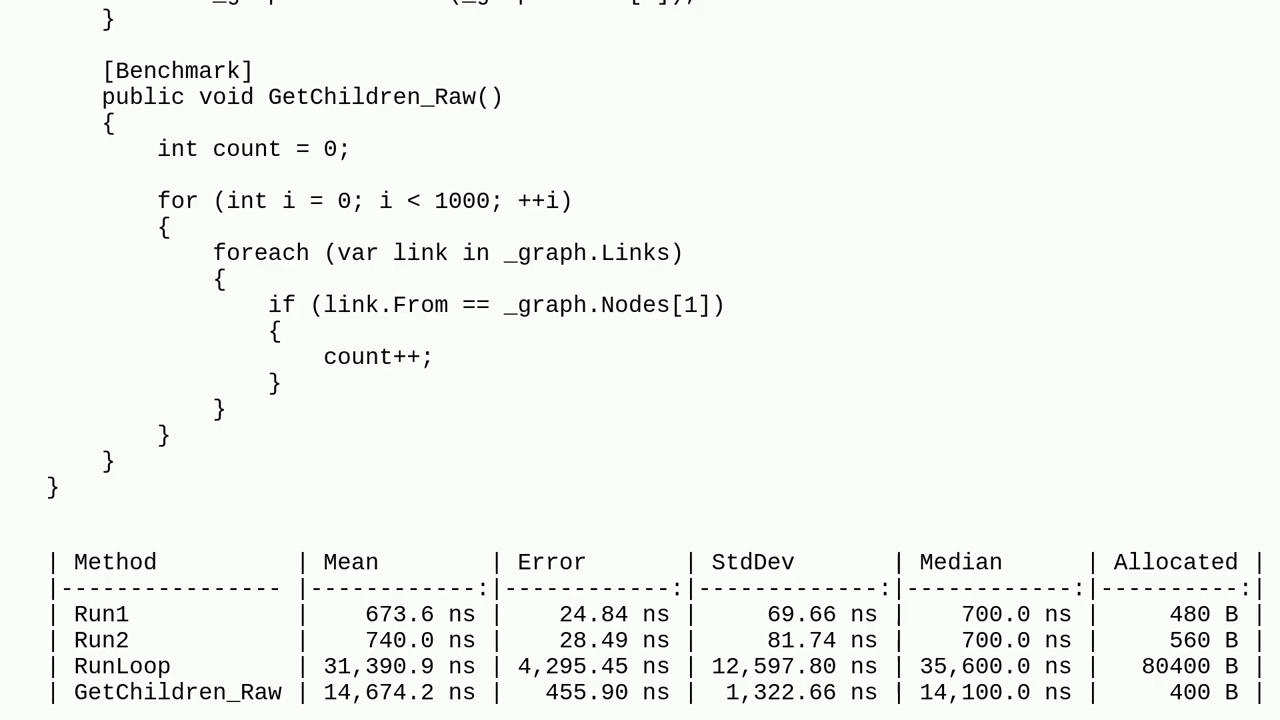 }
[Benchmark]
public void GetChildren_Raw()
{
int count = 0;
for (int i = 0; i < 1000; ++i)
{
foreach (var link in _graph.Links)
{
if (link.From == _graph.Nodes[1])
{
count++;
}
}
}
}
}
| Method | Mean | Error | StdDev | Median | Allocated |
|---------------- |------------:|------------:|-------------:|------------:|----------:|
| Run1 | 673.6 ns | 24.84 ns | 69.66 ns | 700.0 ns | 480 B |
| Run2 | 740.0 ns | 28.49 ns | 81.74 ns | 700.0 ns | 560 B |
| RunLoop | 31,390.9 ns | 4,295.45 ns | 12,597.80 ns | 35,600.0 ns | 80400 B |
| GetChildren_Raw | 14,674.2 ns | 455.90 ns | 1,322.66 ns | 14,100.0 ns | 400 B |